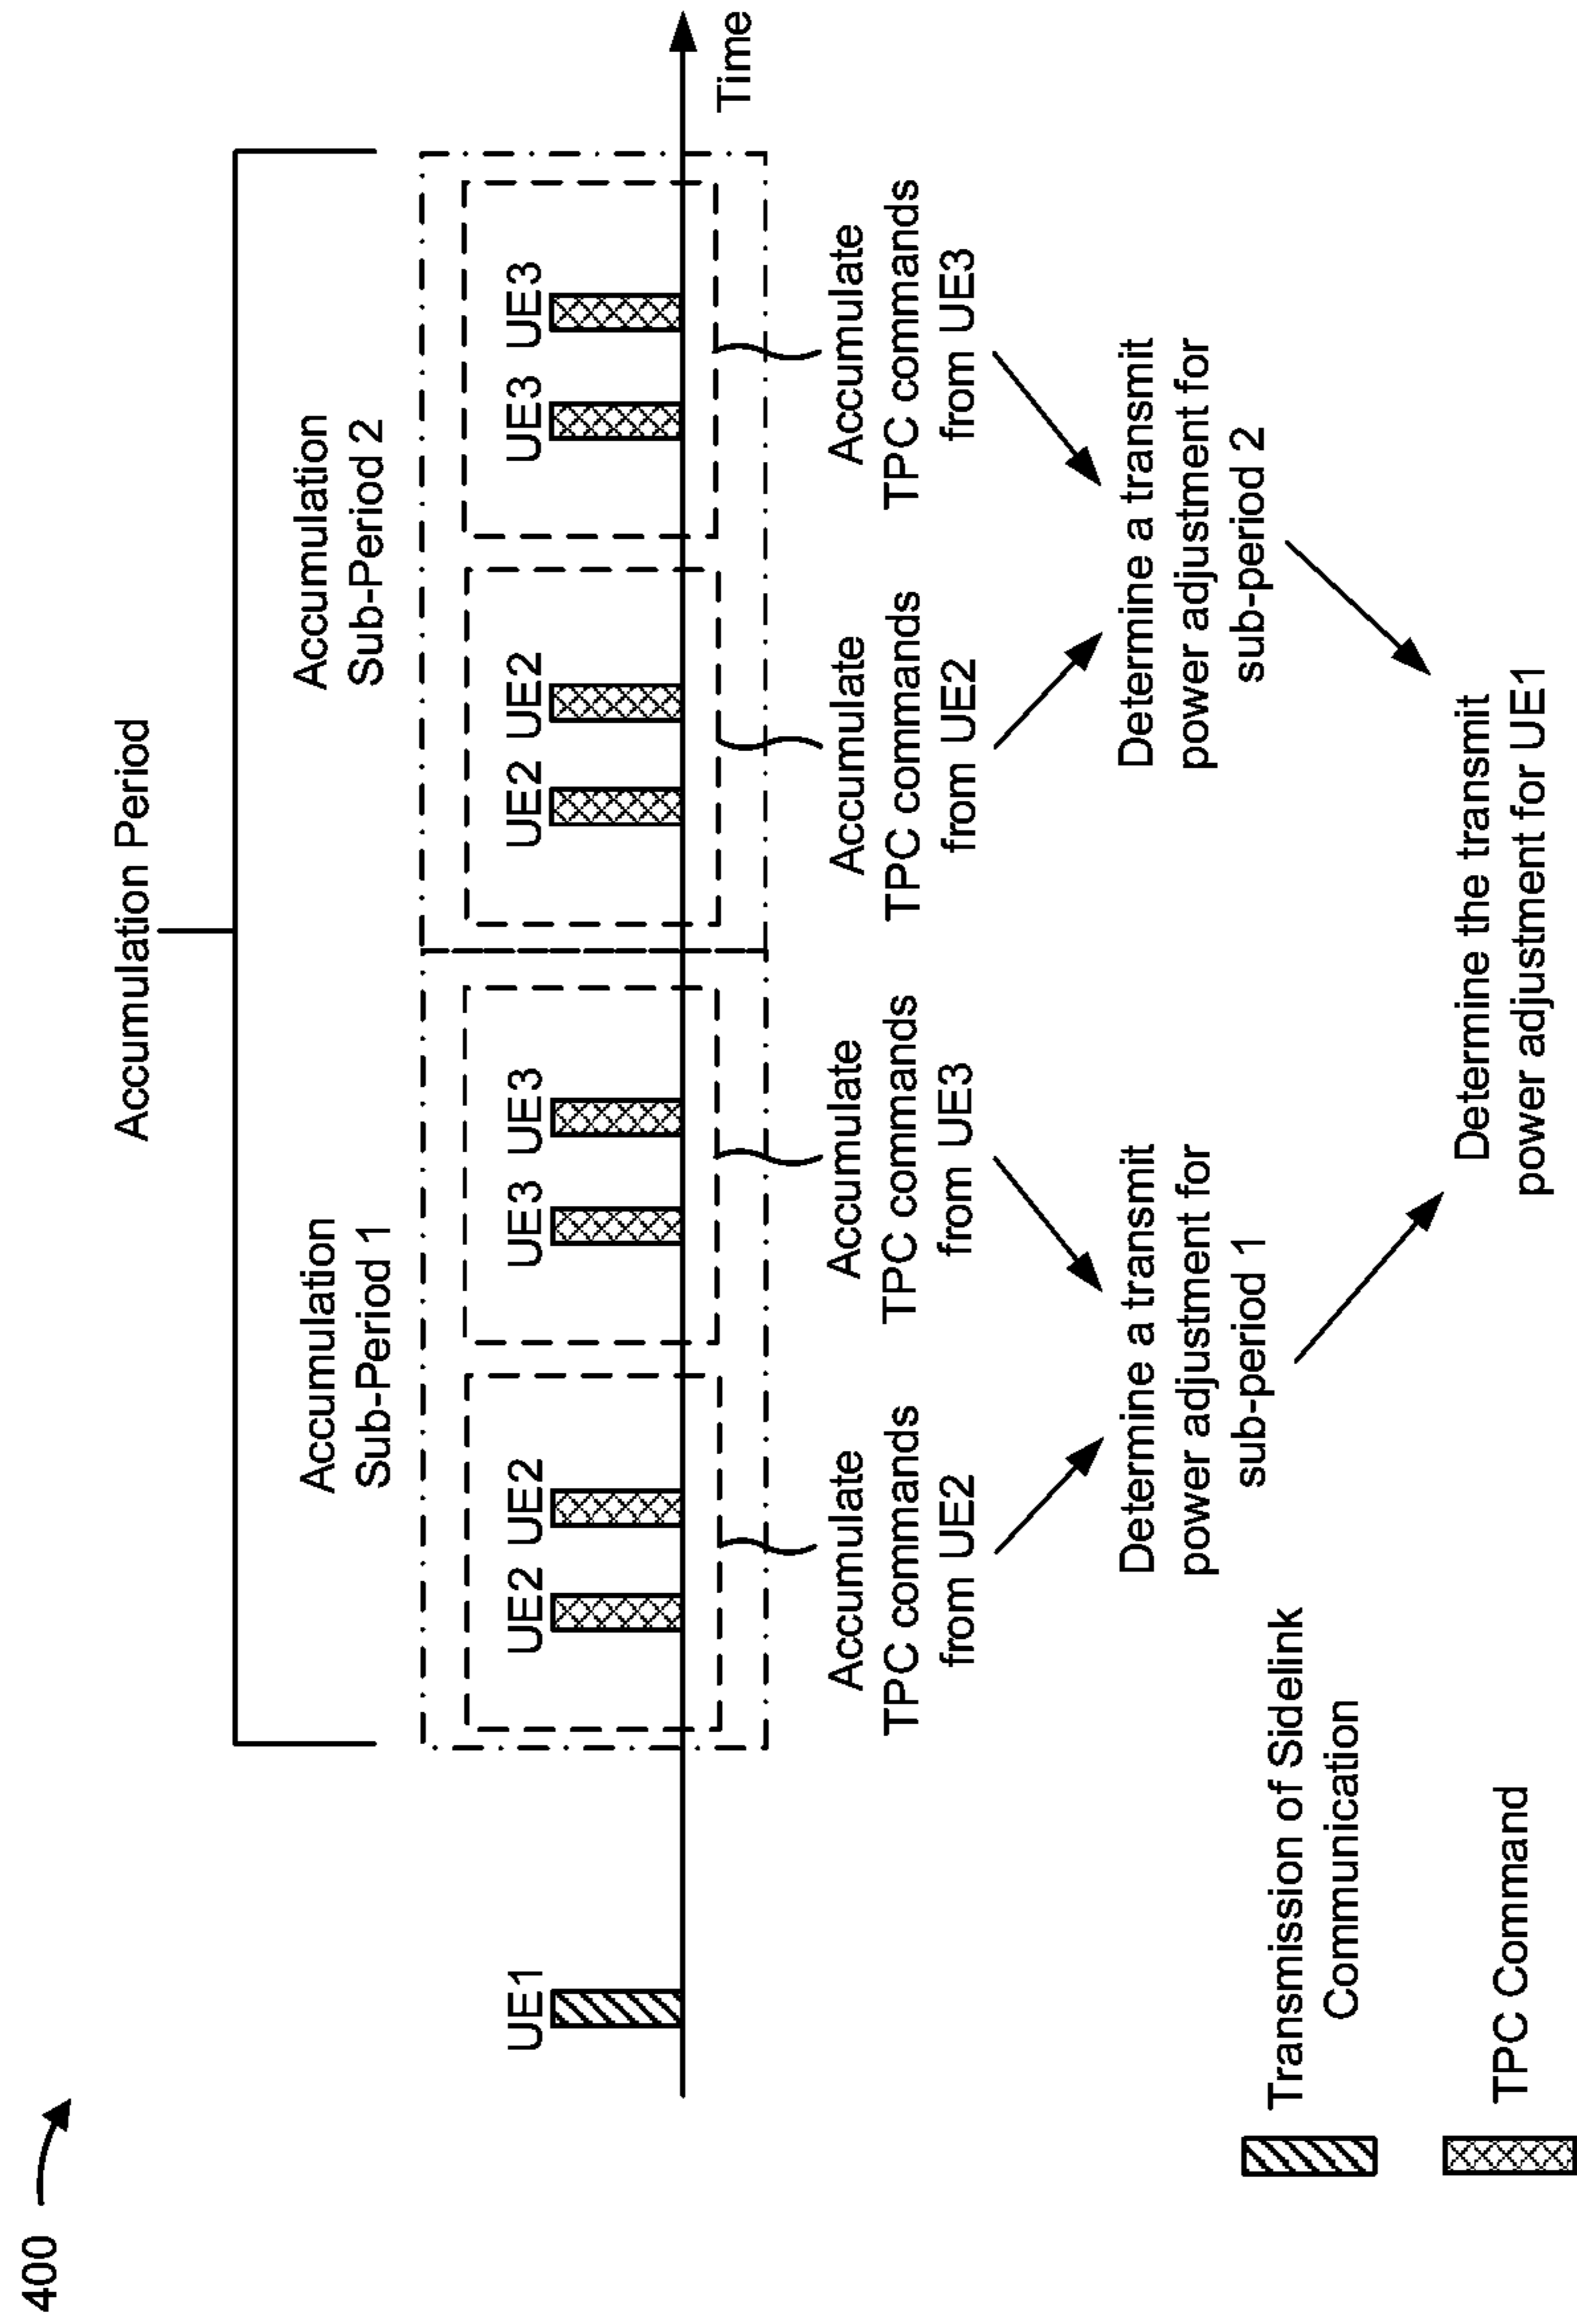 400
Accumulation Period
Accumulation
Sub-Period 1
Accumulation
Sub-Period 2
UE1
UE2
UE2
UE3
UE3
UE2
UE2
UE3
UE3
Time
Accumulate
TPC commands
from UE2
Accumulate
TPC commands
from UE3
Accumulate
TPC commands
from UE2
Accumulate
TPC commands
from UE3
Determine a transmit
power adjustment for
sub-period 1
Determine a transmit
power adjustment for
sub-period 2
Determine the transmit
power adjustment for UE1
Transmission of Sidelink
Communication
TPC Command